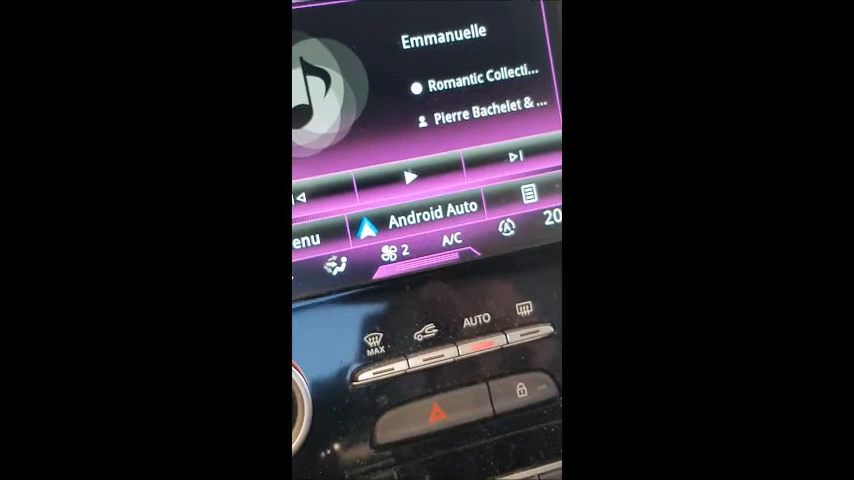 Emmanuelle
Romantic Collecti...
Pierre Bachelet & ...
enu
Android Auto
2
A/C
A
20
MAX
AUTO